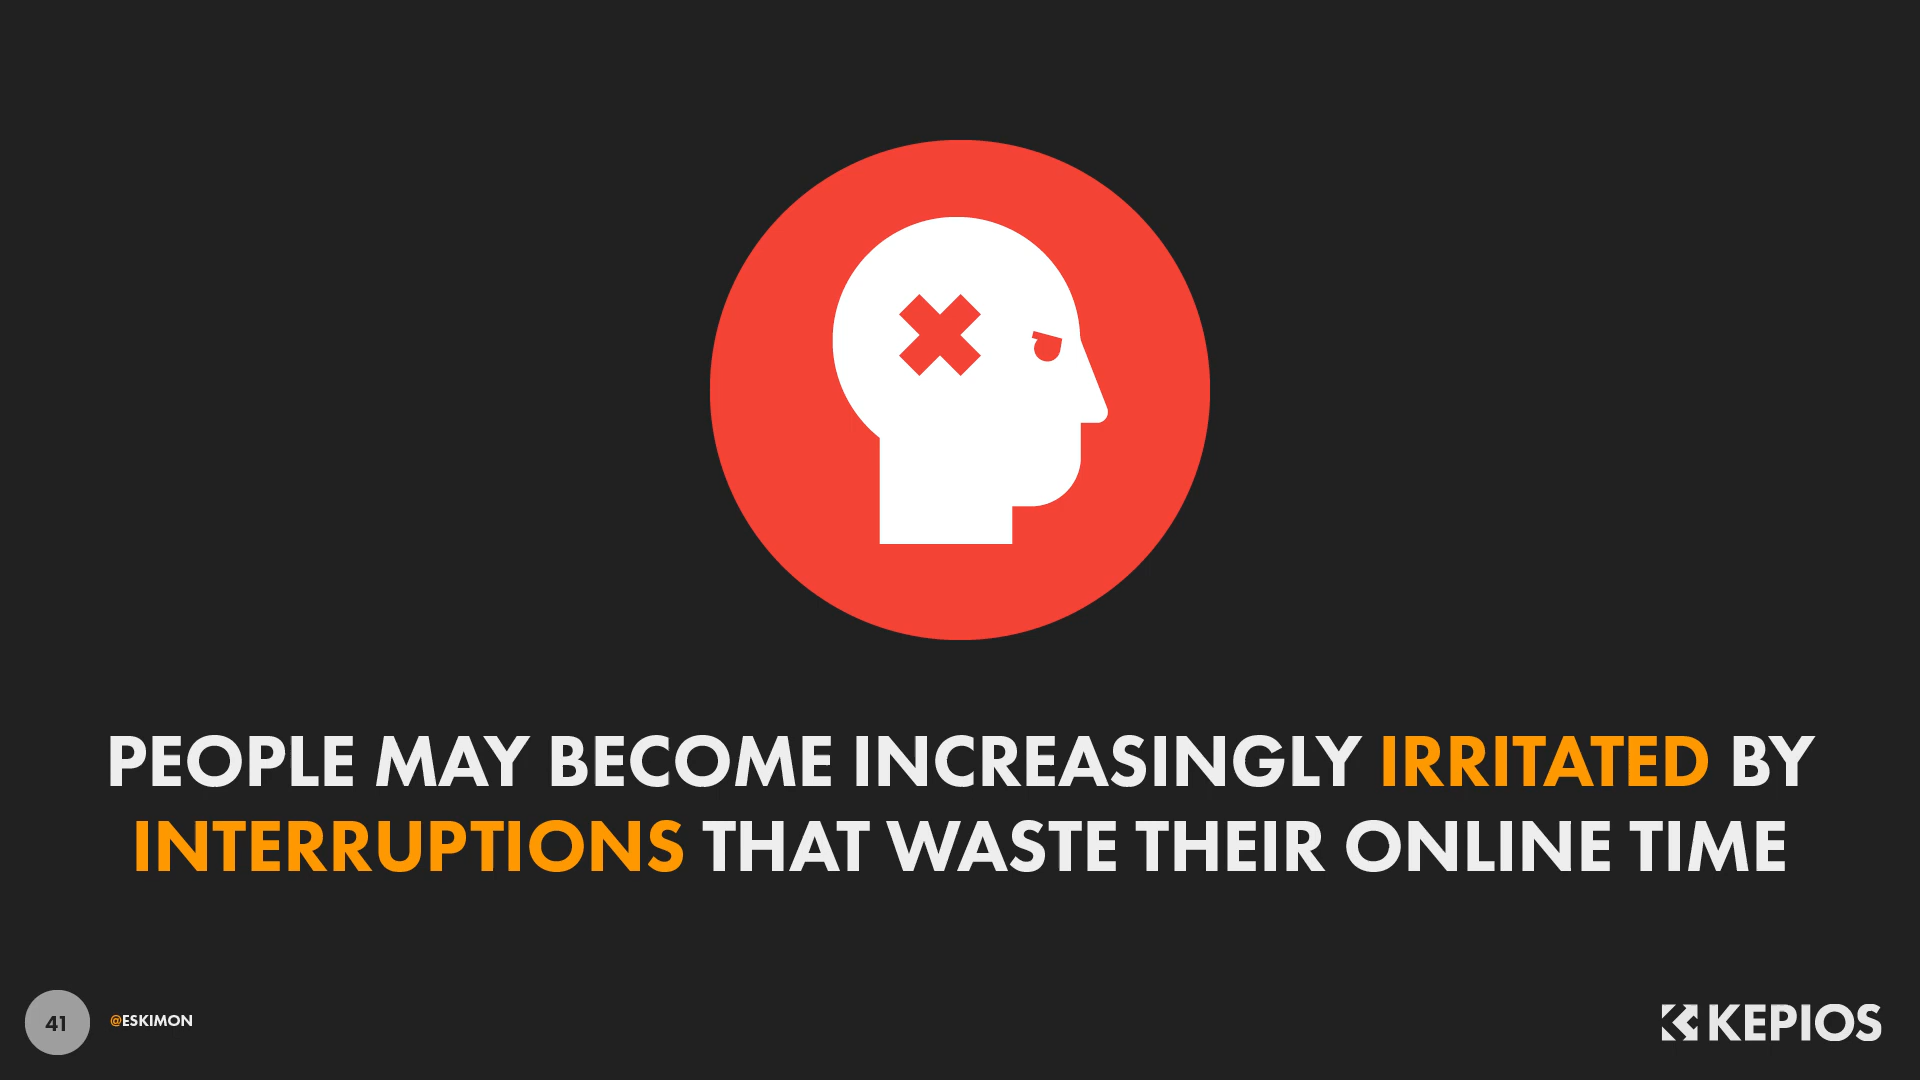 PEOPLE MAY BECOME INCREASINGLY IRRITATED BY
INTERRUPTIONS THAT WASTE THEIR ONLINE TIME
41
@ESKIMON
KEPIOS